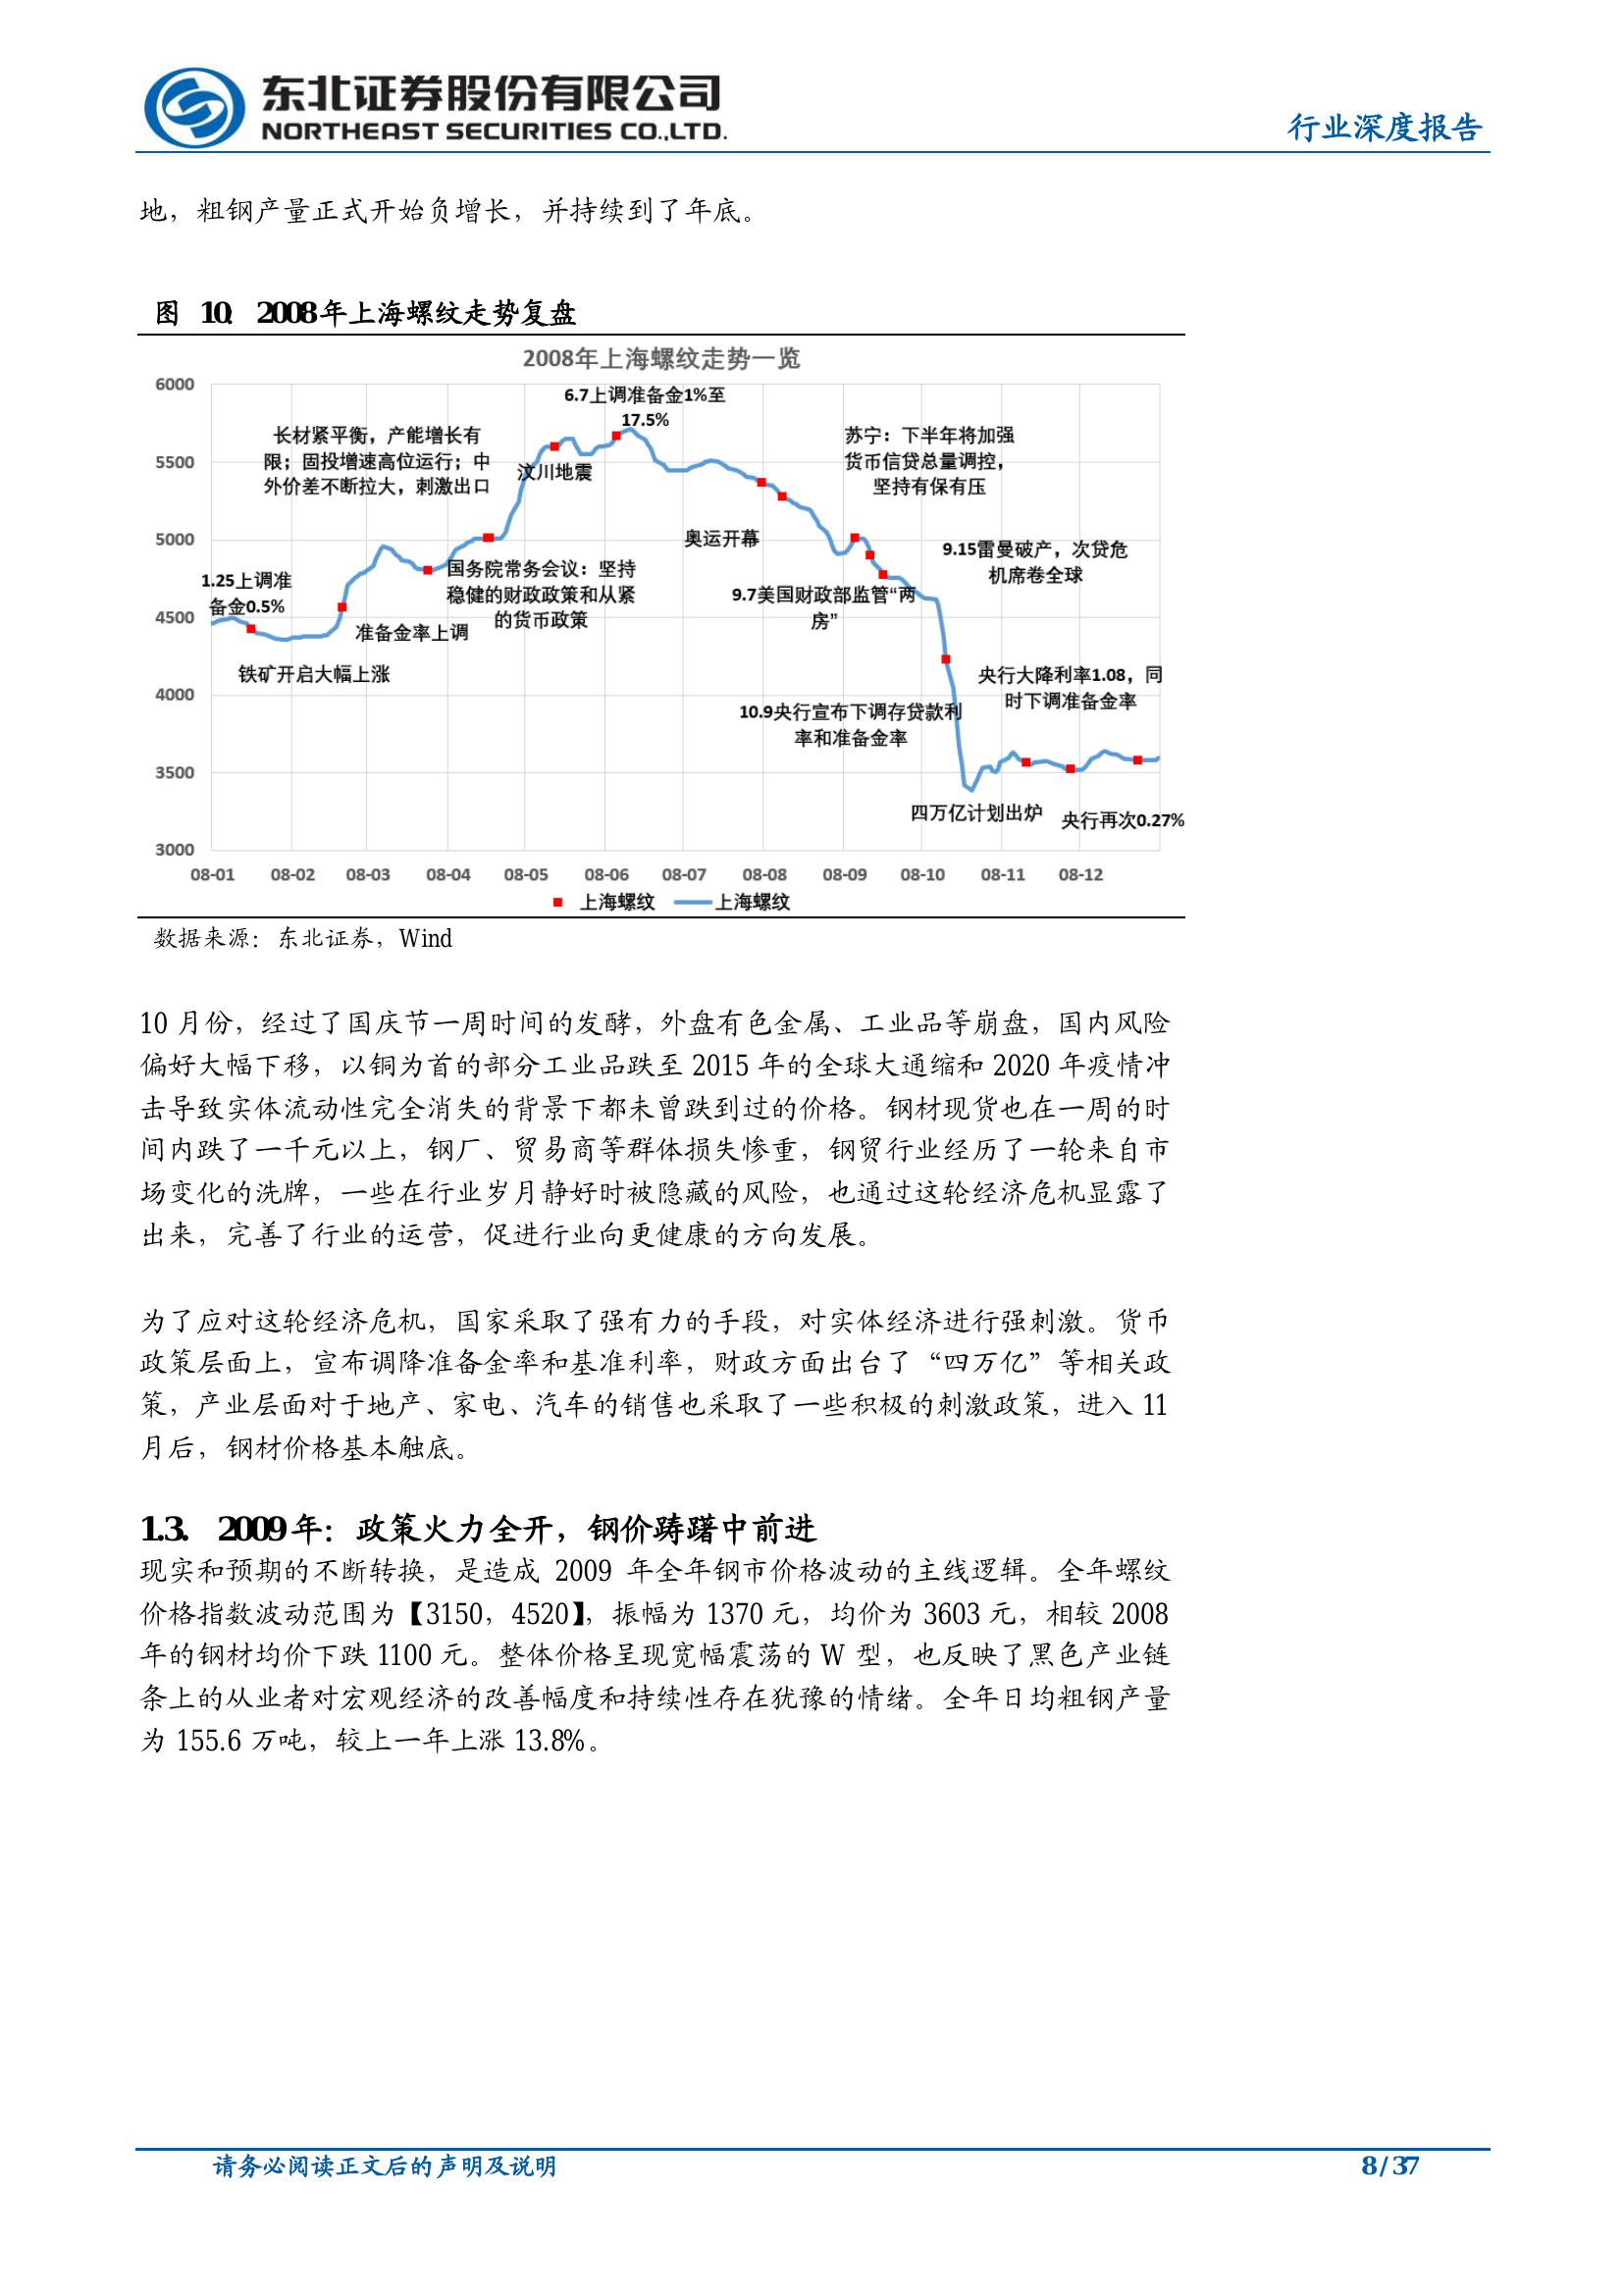 东北证券股份有限公司
NORTHEAST SECURITIES CO.,LTD.
行业深度报告
地，粗钢产量正式开始负增长，并持续到了年底。
图 10： 2008 年上海螺纹走势复盘
2008年上海螺纹走势一览
6000
5500
5000
4500
4000
3500
3000
6.7上调准备金1%至
17.5%
长材紧平衡，产能增长有
限；固投增速高位运行；中
外价差不断拉大，刺激出口
汶川地震
苏宁：下半年将加强
货币信贷总量调控，
坚持有保有压
奥运开幕
9.15雷曼破产，次贷危
机席卷全球
1.25上调准
备金0.5%
国务院常务会议：坚持
稳健的财政政策和从紧
的货币政策
9.7美国财政部监管“两
房”
准备金率上调
铁矿开启大幅上涨
央行大降利率1.08，同
时下调准备金率
10.9央行宣布下调存贷款利
率和准备金率
四万亿计划出炉
央行再次0.27%
08-01 08-02 08-03 08-04 08-05 08-06 08-07 08-08 08-09 08-10 08-11 08-12
上海螺纹 上海螺纹
数据来源：东北证券，Wind
10 月份，经过了国庆节一周时间的发酵，外盘有色金属、工业品等崩盘，国内风险
偏好大幅下移，以铜为首的部分工业品跌至 2015 年的全球大通缩和 2020 年疫情冲
击导致实体流动性完全消失的背景下都未曾跌到过的价格。钢材现货也在一周的时
间内跌了一千元以上，钢厂、贸易商等群体损失惨重，钢贸行业经历了一轮来自市
场变化的洗牌，一些在行业岁月静好时被隐藏的风险，也通过这轮经济危机显露了
出来，完善了行业的运营，促进行业向更健康的方向发展。
为了应对这轮经济危机，国家采取了强有力的手段，对实体经济进行强刺激。货币
政策层面上，宣布调降准备金率和基准利率，财政方面出台了“四万亿”等相关政
策，产业层面对于地产、家电、汽车的销售也采取了一些积极的刺激政策，进入 11
月后，钢材价格基本触底。
1.3. 2009 年：政策火力全开，钢价踌躇中前进
现实和预期的不断转换，是造成 2009 年全年钢市价格波动的主线逻辑。全年螺纹
价格指数波动范围为【3150，4520】，振幅为 1370 元，均价为 3603 元，相较 2008
年的钢材均价下跌 1100 元。整体价格呈现宽幅震荡的 W 型，也反映了黑色产业链
条上的从业者对宏观经济的改善幅度和持续性存在犹豫的情绪。全年日均粗钢产量
为 155.6 万吨，较上一年上涨 13.8%。
请务必阅读正文后的声明及说明
8 / 37